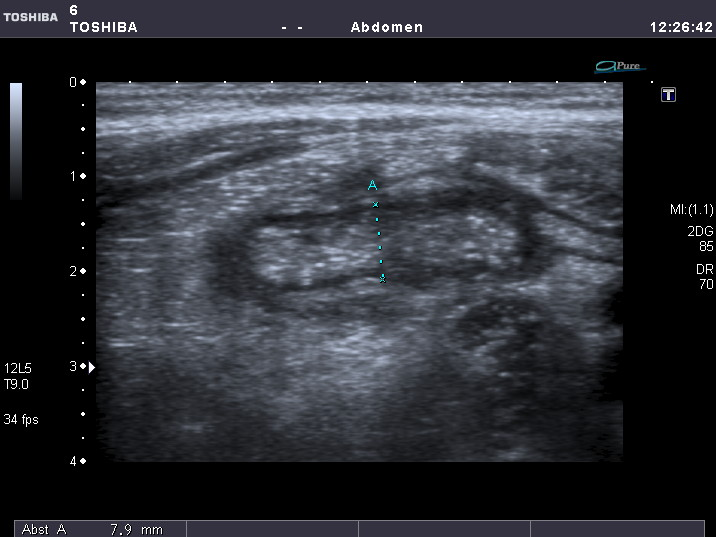 TOSHIBA
6
TOSHIBA
- -
Abdomen
12:26:42
APure
T
0
1
A
2
3
4
MI:(1.1)
2DG
85
DR
70
12L5
T9.0
34 fps
Abst A 7.9 mm